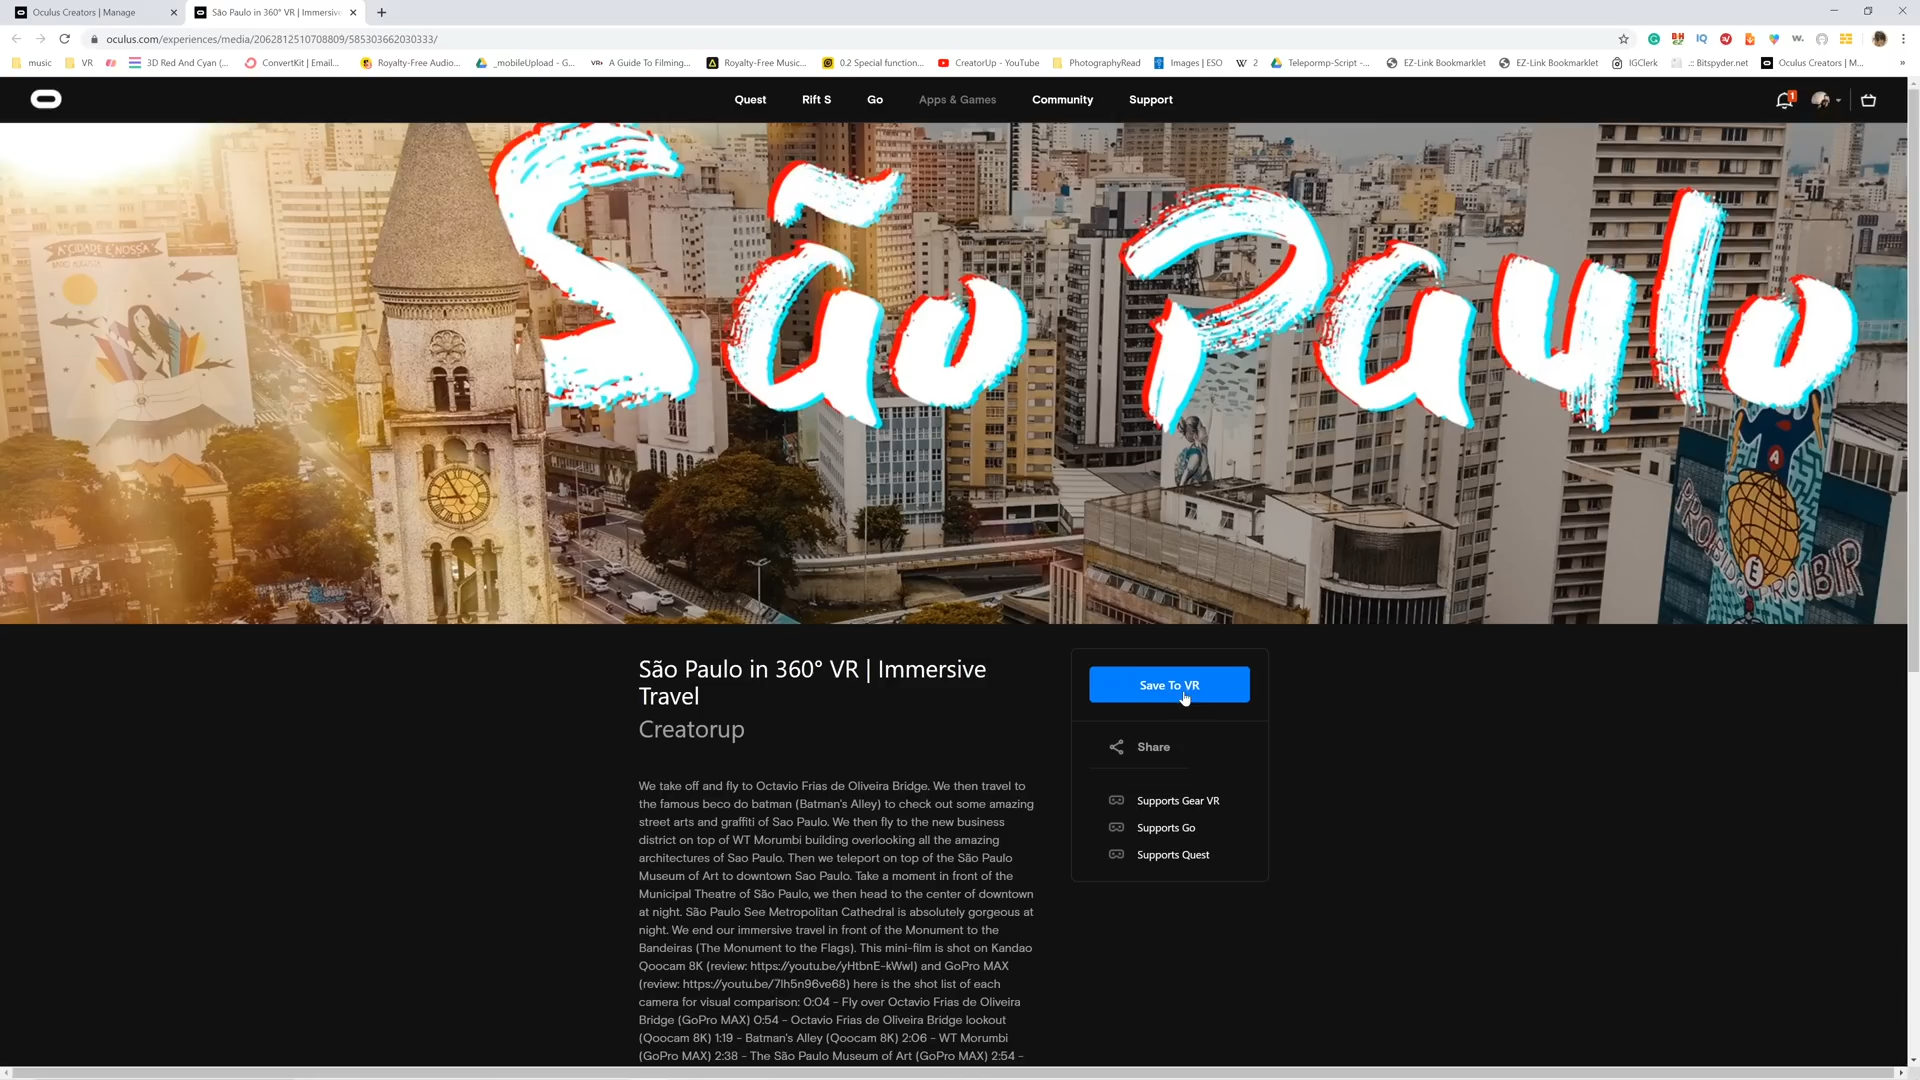 Oculus Creators | Manage
São Paulo in 360° VR | Immersive
oculus.com/experiences/media/2062812510708809/585303662030333/
music
VR
3D Red And Cyan (...
ConvertKit | Email...
Royalty-Free Audio...
_mobileUpload - G...
A Guide To Filming...
Royalty-Free Music...
0.2 Special function...
CreatorUp - YouTube
PhotographyRead
Images | ESO
2
Telepormp-Script -...
EZ-Link Bookmarklet
EZ-Link Bookmarklet
IGClerk
.:: Bitspyder.net
Oculus Creators | M...
Quest
Rift S
Go
Apps & Games
Community
Support
1
São Paulo
A CIDADE É NOSSA
PROIBIDO
É
PROIBIR
São Paulo in 360° VR | Immersive
Travel
Creatorup
Save To VR
Share
Supports Gear VR
Supports Go
Supports Quest
We take off and fly to Octavio Frias de Oliveira Bridge. We then travel to
the famous beco do batman (Batman's Alley) to check out some amazing
street arts and graffiti of Sao Paulo. We then fly to the new business
district on top of WT Morumbi building overlooking all the amazing
architectures of Sao Paulo. Then we teleport on top of the São Paulo
Museum of Art to downtown Sao Paulo. Take a moment in front of the
Municipal Theatre of São Paulo, we then head to the center of downtown
at night. São Paulo See Metropolitan Cathedral is absolutely gorgeous at
night. We end our immersive travel in front of the Monument to the
Bandeiras (The Monument to the Flags). This mini-film is shot on Kandao
Qoocam 8K (review: https://youtu.be/yHtbnE-kWwI) and GoPro MAX
(review: https://youtu.be/7lh5n96ve68) here is the shot list of each
camera for visual comparison: 0:04 - Fly over Octavio Frias de Oliveira
Bridge (GoPro MAX) 0:54 - Octavio Frias de Oliveira Bridge lookout
(Qoocam 8K) 1:19 - Batman's Alley (Qoocam 8K) 2:06 - WT Morumbi
(GoPro MAX) 2:38 - The São Paulo Museum of Art (GoPro MAX) 2:54 -